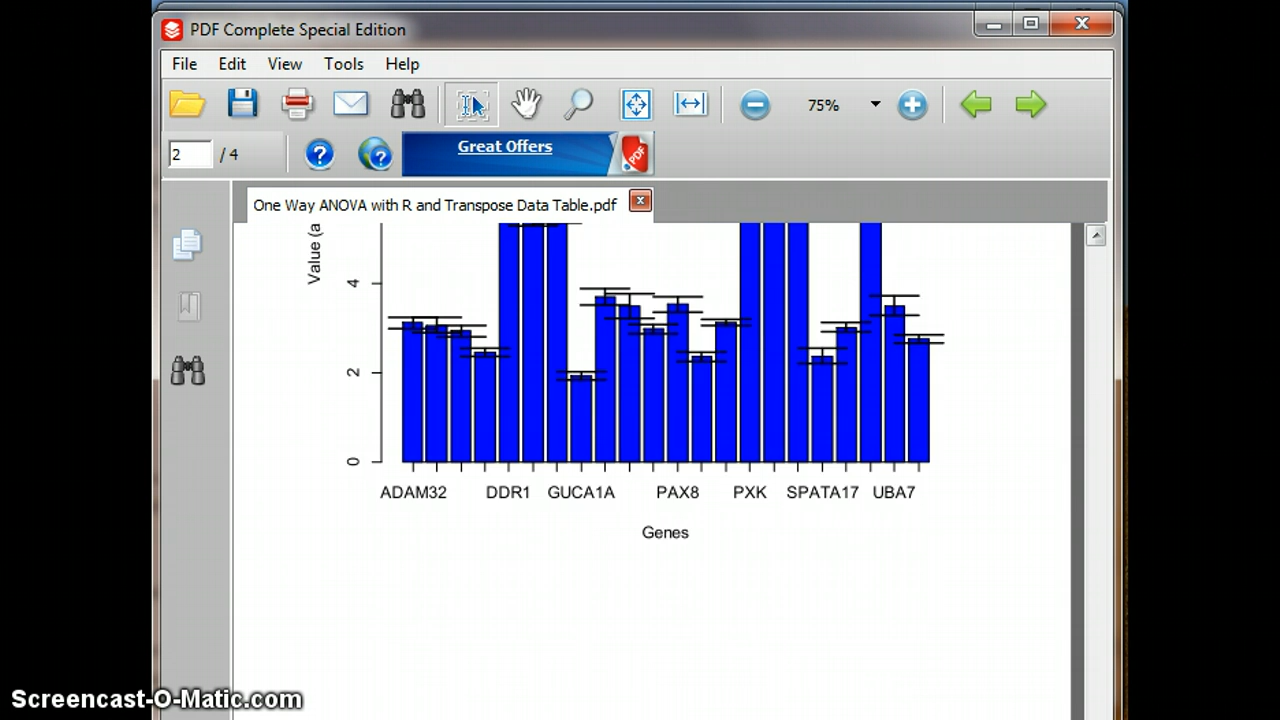 PDF Complete Special Edition
File Edit View Tools Help
75%
2 / 4
Great Offers
PDF
One Way ANOVA with R and Transpose Data Table.pdf
Value (a
4
2
0
ADAM32 DDR1 GUCA1A PAX8 PXK SPATA17 UBA7
Genes
Screencast-O-Matic.com